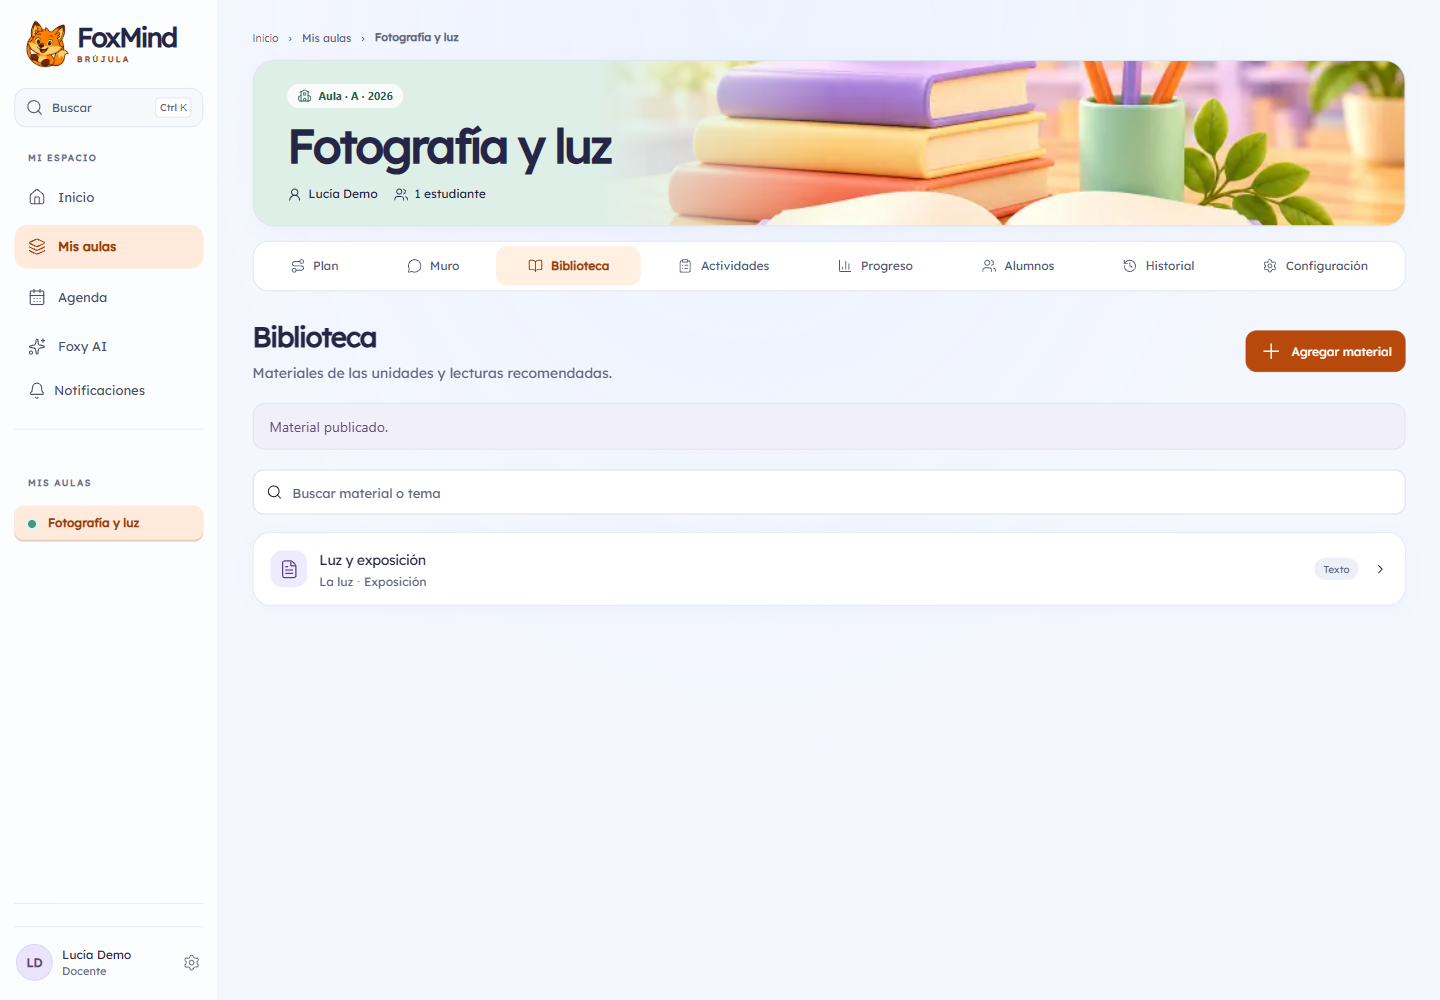 FoxMind
BRÚJULA
Buscar
Ctrl K
MI ESPACIO
Inicio
Mis aulas
Agenda
Foxy AI
Notificaciones
MIS AULAS
Fotografía y luz
LD
Lucía Demo
Docente
Inicio › Mis aulas › Fotografía y luz
Aula · A · 2026
Fotografía y luz
Lucía Demo 1 estudiante
Plan Muro Biblioteca Actividades Progreso Alumnos Historial Configuración
Biblioteca
Materiales de las unidades y lecturas recomendadas.
Agregar material
Material publicado.
Buscar material o tema
Luz y exposición
La luz · Exposición
Texto